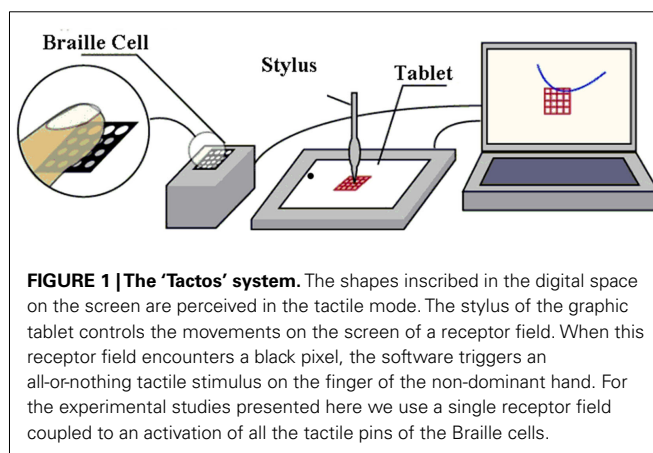 Braille Cell
Stylus
Tablet
FIGURE 1 | The ‘Tactos’ system. The shapes inscribed in the digital space
on the screen are perceived in the tactile mode. The stylus of the graphic
tablet controls the movements on the screen of a receptor field. When this
receptor field encounters a black pixel, the software triggers an
all-or-nothing tactile stimulus on the finger of the non-dominant hand. For
the experimental studies presented here we use a single receptor field
coupled to an activation of all the tactile pins of the Braille cells.